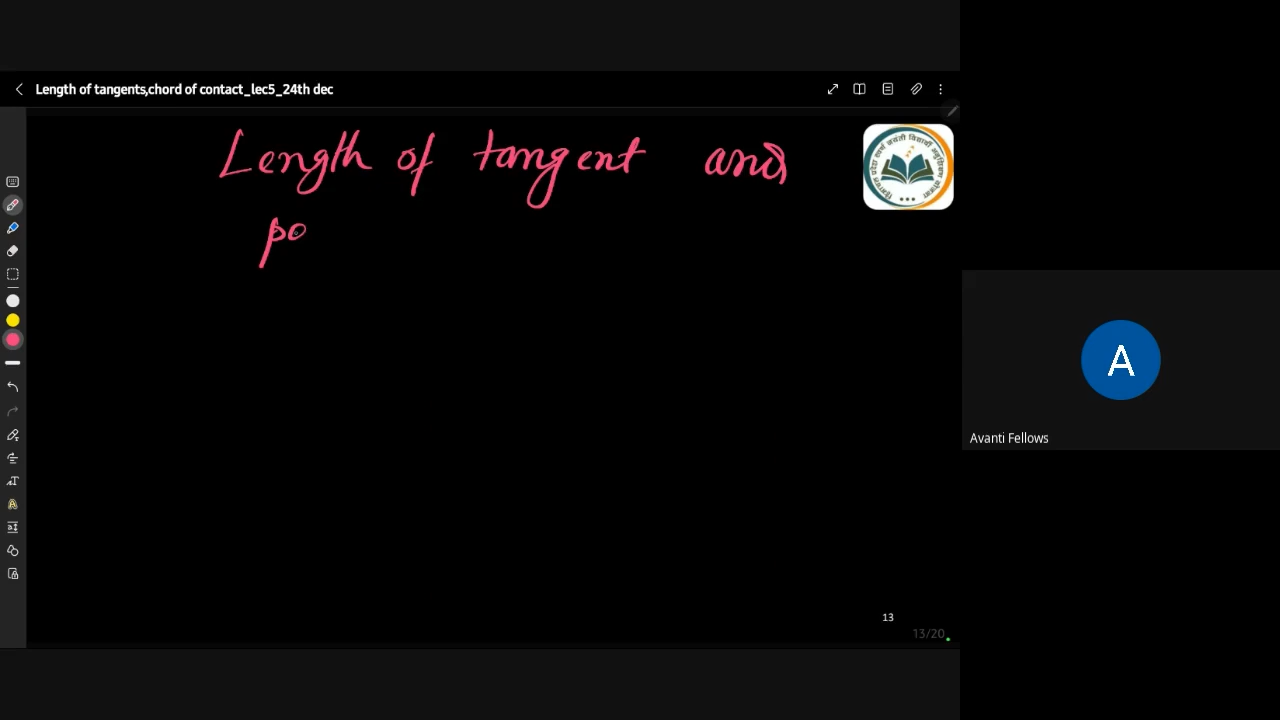 Length of tangents,chord of contact_lec5_24th dec
Length of tangent and
po
13
13/20
A
Avanti Fellows